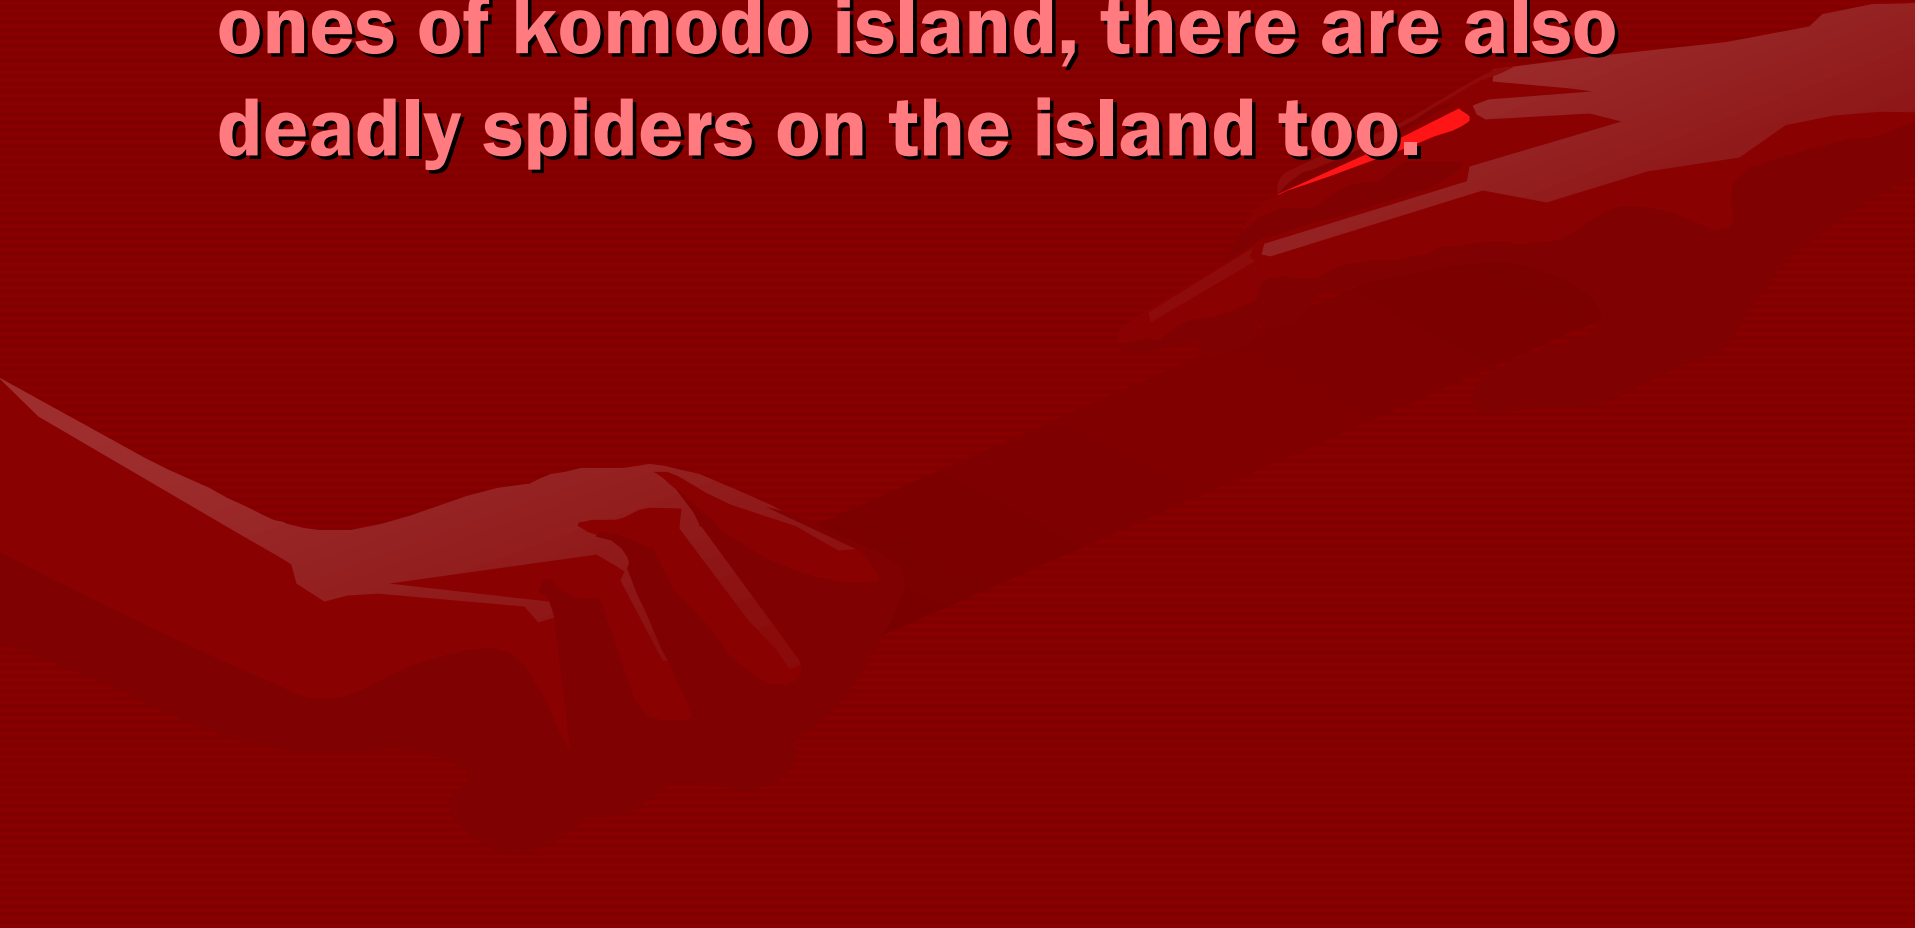 ones of komodo island, there are also
deadly spiders on the island too.